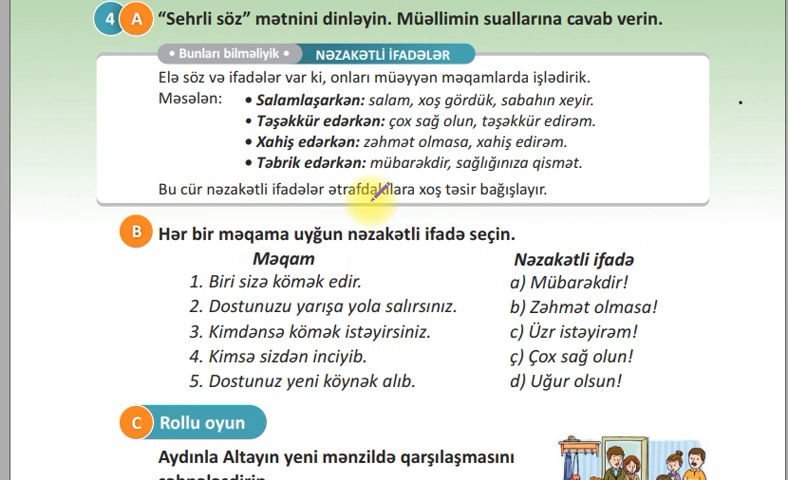 4 A "Sehrli söz" mətnini dinləyin. Müəllimin suallarına cavab verin.
• Bunları bilməliyik • NƏZAKƏTLİ İFADƏLƏR
Elə söz və ifadələr var ki, onları müəyyən məqamlarda işlədirik.
Məsələn: • Salamlaşarkən: salam, xoş gördük, sabahın xeyir.
• Təşəkkür edərkən: çox sağ olun, təşəkkür edirəm.
• Xahiş edərkən: zəhmət olmasa, xahiş edirəm.
• Təbrik edərkən: mübarəkdir, sağlığınıza qismət.
Bu cür nəzakətli ifadələr ətrafdakılara xoş təsir bağışlayır.
B Hər bir məqama uyğun nəzakətli ifadə seçin.
Məqam Nəzakətli ifadə
1. Biri sizə kömək edir. a) Mübarəkdir!
2. Dostunuzu yarışa yola salırsınız. b) Zəhmət olmasa!
3. Kimdənsə kömək istəyirsiniz. c) Üzr istəyirəm!
4. Kimsə sizdən inciyib. ç) Çox sağ olun!
5. Dostunuz yeni köynək alıb. d) Uğur olsun!
C Rollu oyun
Aydınla Altayın yeni mənzildə qarşılaşmasını